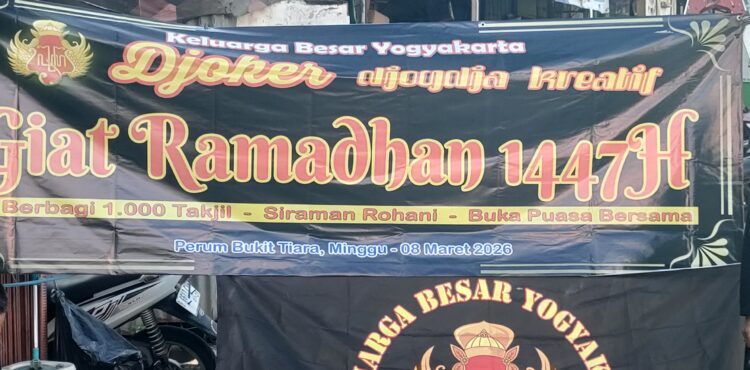 Keluarga Besar Yogyakarta
Djoker djogdja kreatif
Giat Ramadhan 1447H
Berbagi 1.000 Takjil - Siraman Rohani - Buka Puasa Bersama
Perum Bukit Tiara, Minggu - 08 Maret 2026
ARGA BESAR YOGYA